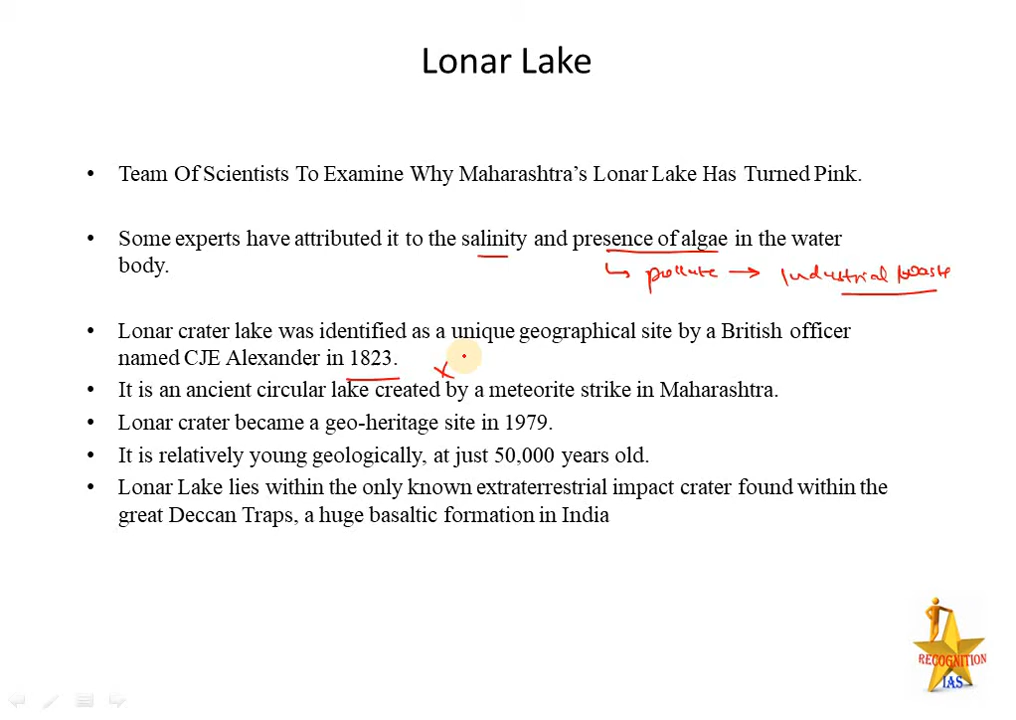 Lonar Lake
• Team Of Scientists To Examine Why Maharashtra’s Lonar Lake Has Turned Pink.
• Some experts have attributed it to the salinity and presence of algae in the water
body.
pollute → Industrial waste
• Lonar crater lake was identified as a unique geographical site by a British officer
named CJE Alexander in 1823.
x
• It is an ancient circular lake created by a meteorite strike in Maharashtra.
• Lonar crater became a geo-heritage site in 1979.
• It is relatively young geologically, at just 50,000 years old.
• Lonar Lake lies within the only known extraterrestrial impact crater found within the
great Deccan Traps, a huge basaltic formation in India
RECOGNITION
IAS